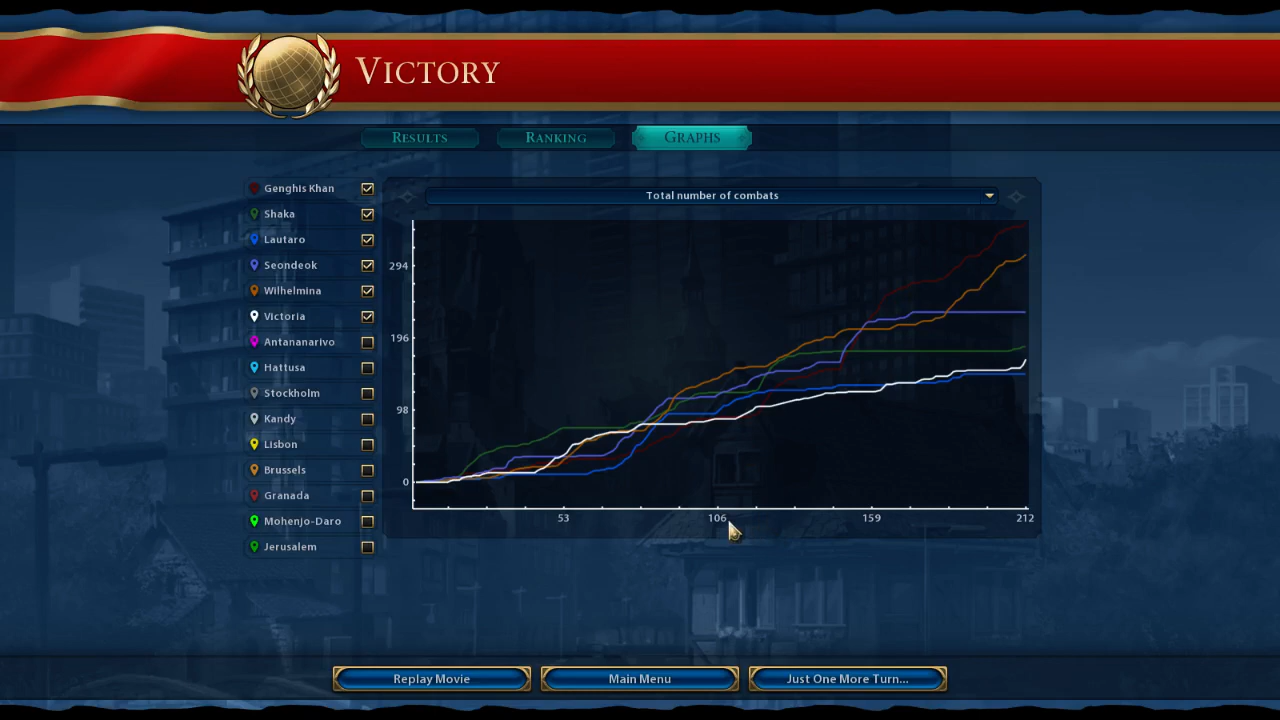 VICTORY
RESULTS
RANKING
GRAPHS
Genghis Khan
Shaka
Lautaro
Seondeok
Wilhelmina
Victoria
Antananarivo
Hattusa
Stockholm
Kandy
Lisbon
Brussels
Granada
Mohenjo-Daro
Jerusalem
Total number of combats
294
196
98
0
53
106
159
212
Replay Movie
Main Menu
Just One More Turn...